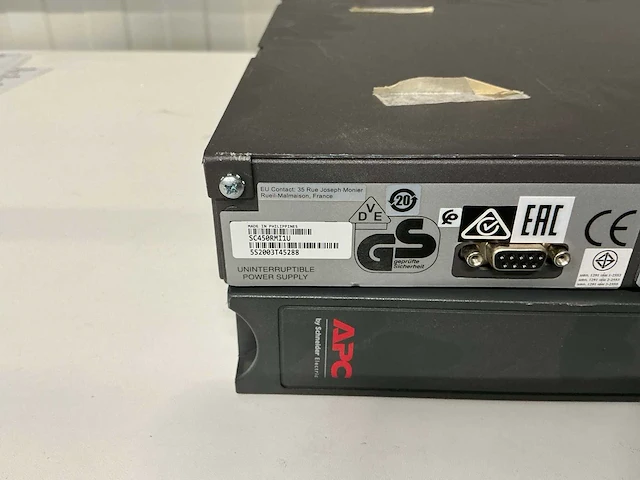 EU Contact: 35 Rue Joseph Monier
Rueil-Malmaison, France
20
MADE IN PHILIPPINES
SC450RMI1U
5S2003T45288
UNINTERRUPTIBLE
POWER SUPPLY
VDE
GS
geprüfte
Sicherheit
EAC
CE
APC
by Schneider Electric